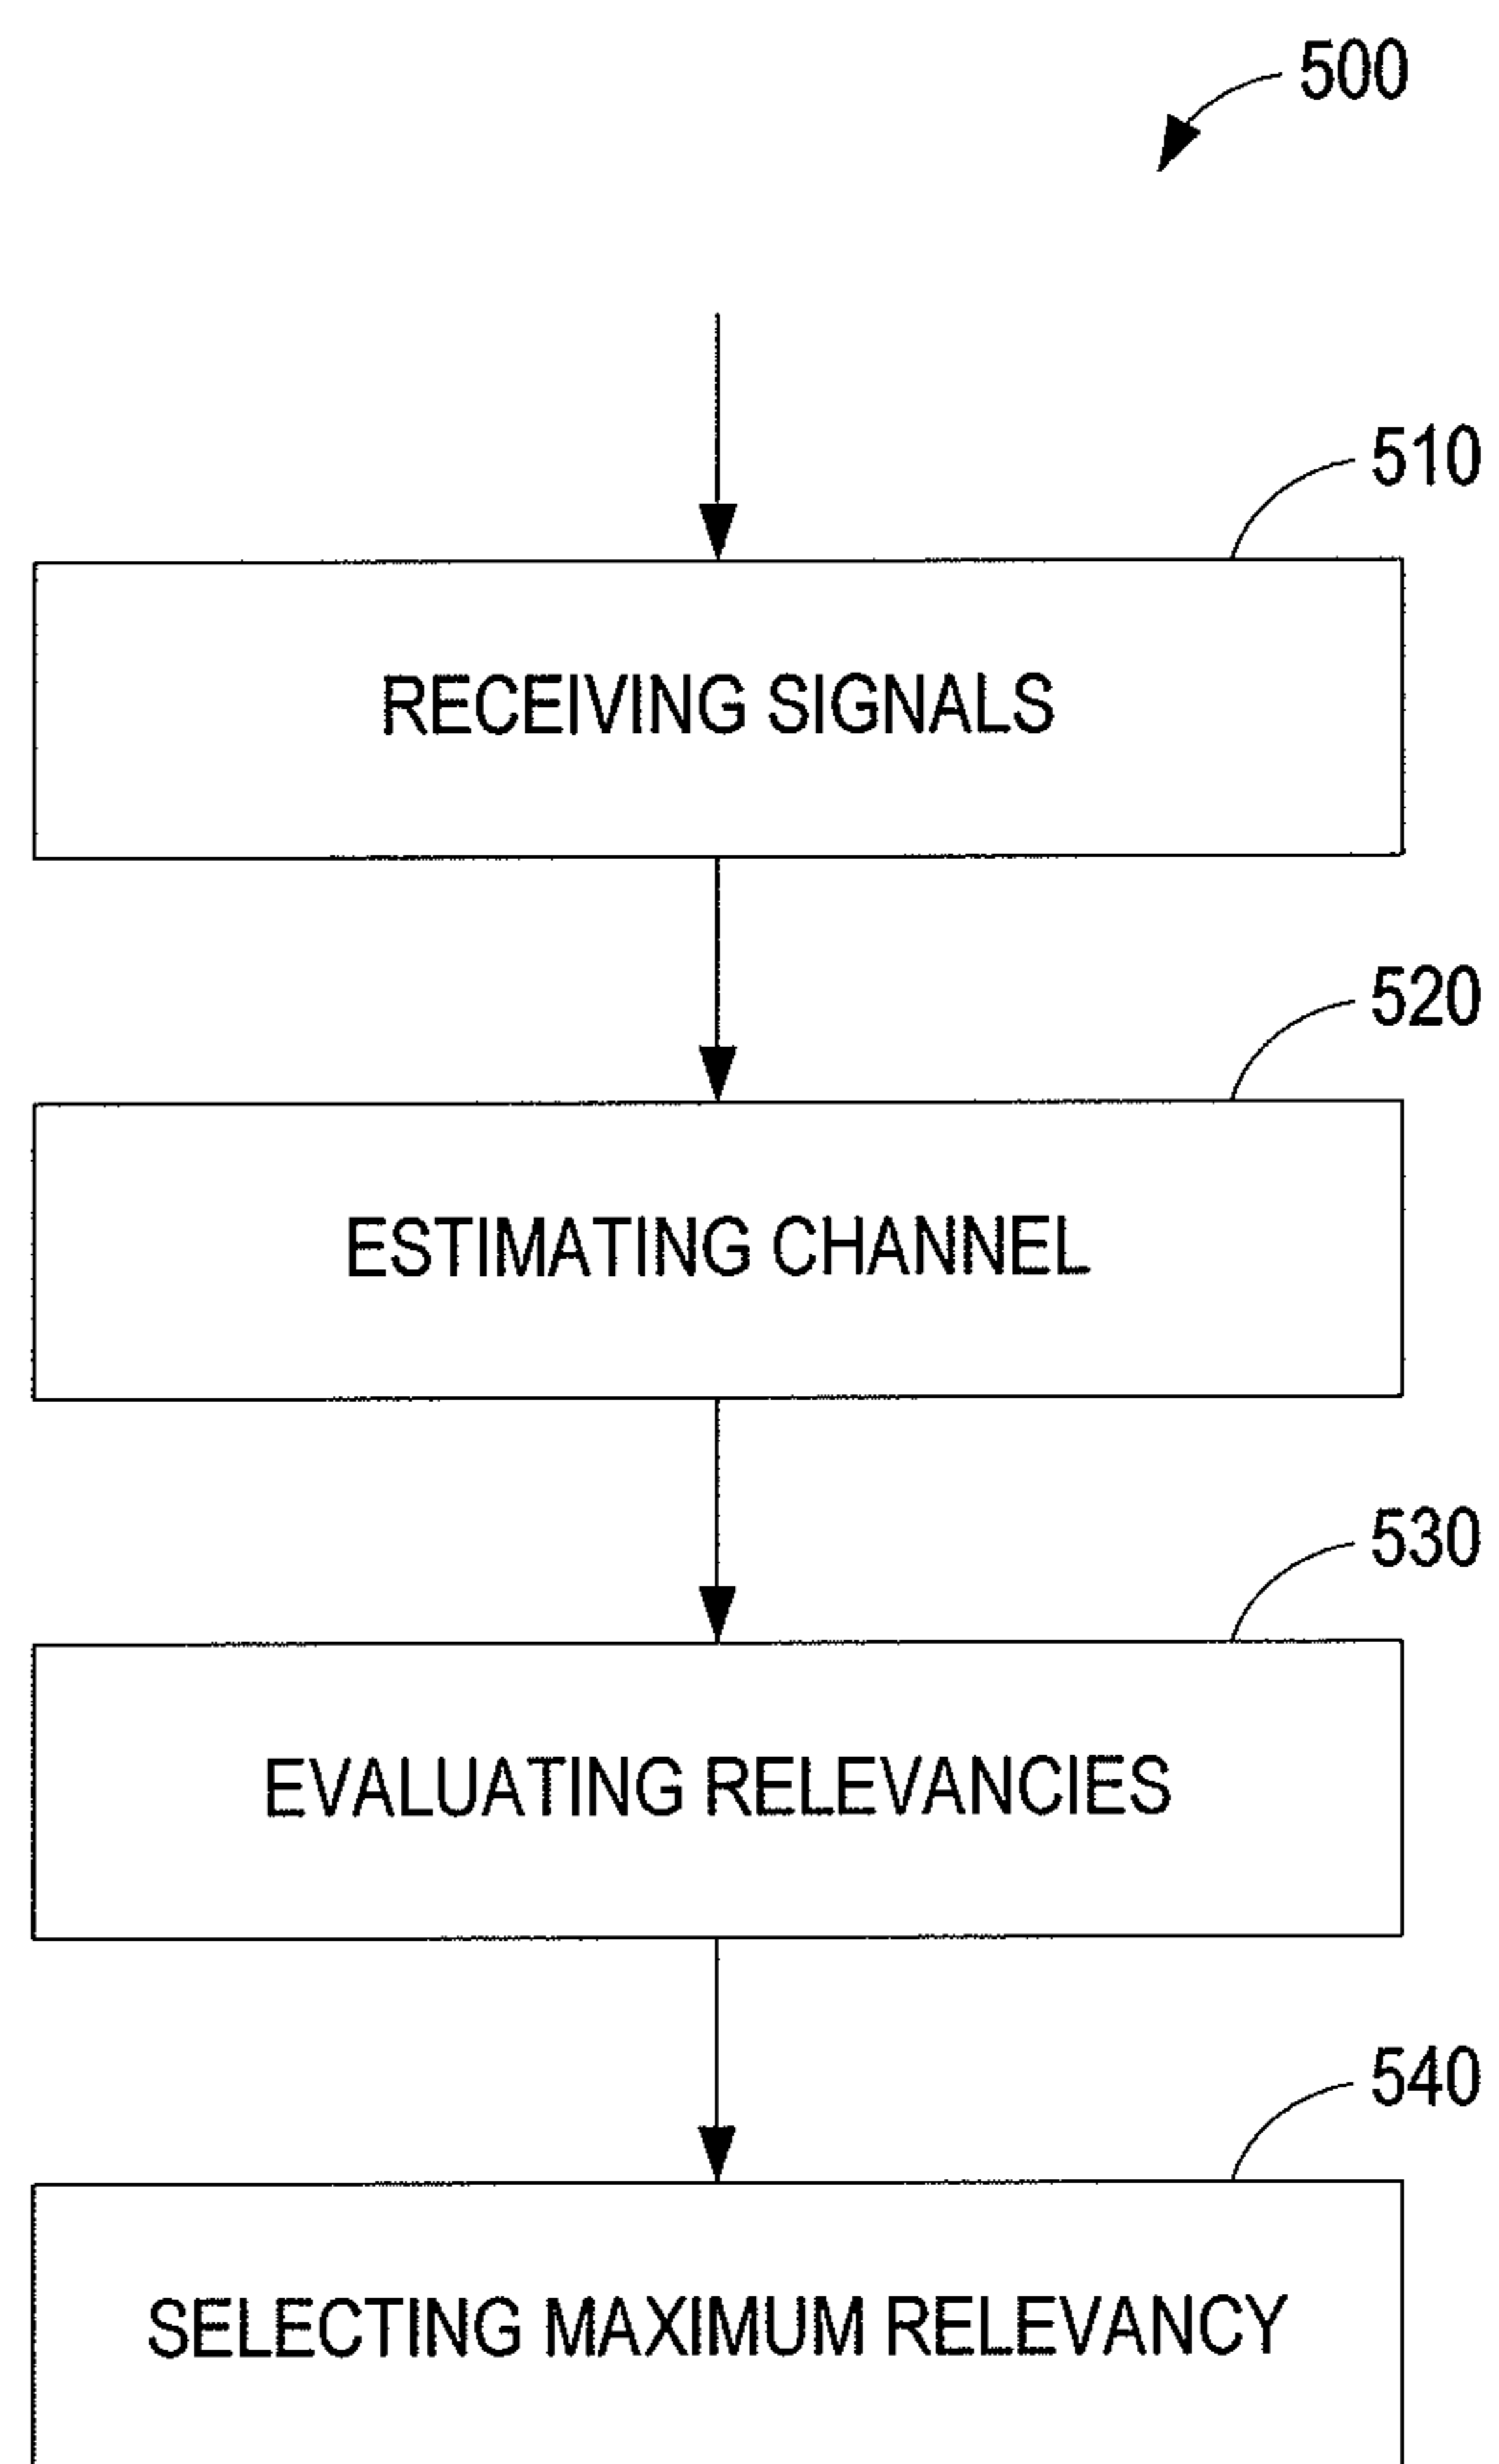 500
510
RECEIVING SIGNALS
520
ESTIMATING CHANNEL
530
EVALUATING RELEVANCIES
540
SELECTING MAXIMUM RELEVANCY